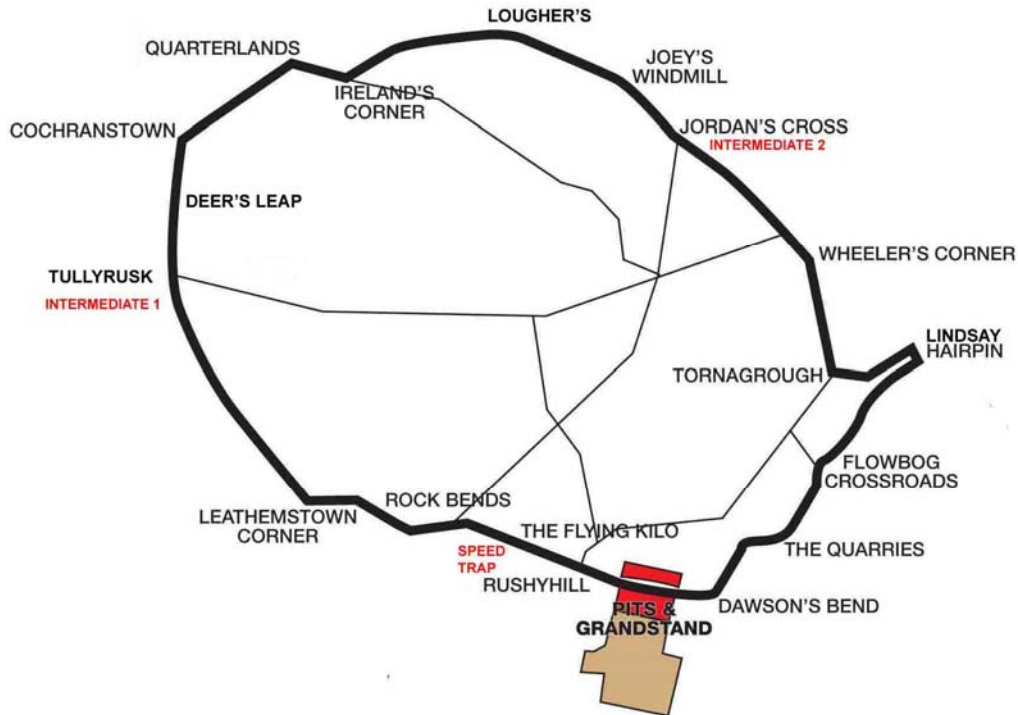 LOUGHER'S
QUARTERLANDS
JOEY'S
WINDMILL
IRELAND'S
CORNER
COCHRANSTOWN
JORDAN'S CROSS
INTERMEDIATE 2
DEER'S LEAP
WHEELER'S CORNER
TULLYRUSK
INTERMEDIATE 1
LINDSAY
HAIRPIN
TORNAGROUGH
FLOWBOG
CROSSROADS
ROCK BENDS
LEATHEMSTOWN
CORNER
THE FLYING KILO
SPEED
TRAP
THE QUARRIES
RUSHYHILL
DAWSON'S BEND
PITS &
GRANDSTAND